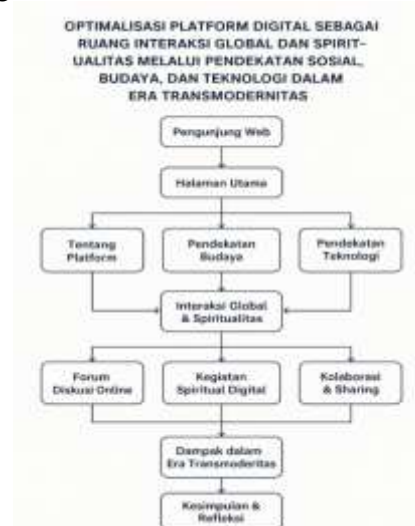 OPTIMALISASI PLATFORM DIGITAL SEBAGAI
RUANG INTERAKSI GLOBAL DAN SPIRIT-
UALITAS MELALUI PENDEKATAN SOSIAL,
BUDAYA, DAN TEKNOLOGI DALAM
ERA TRANSMODERNITAS
Pengunjung Web
Halaman Utama
Tentang
Platform
Pendekatan
Budaya
Pendekatan
Teknologi
Interaksi Global
& Spiritualitas
Forum
Diskusi Online
Kegiatan
Spiritual Digital
Kolaborasi
& Sharing
Dampak dalam
Era Transmoderitas
Kesimpulan &
Refleksi